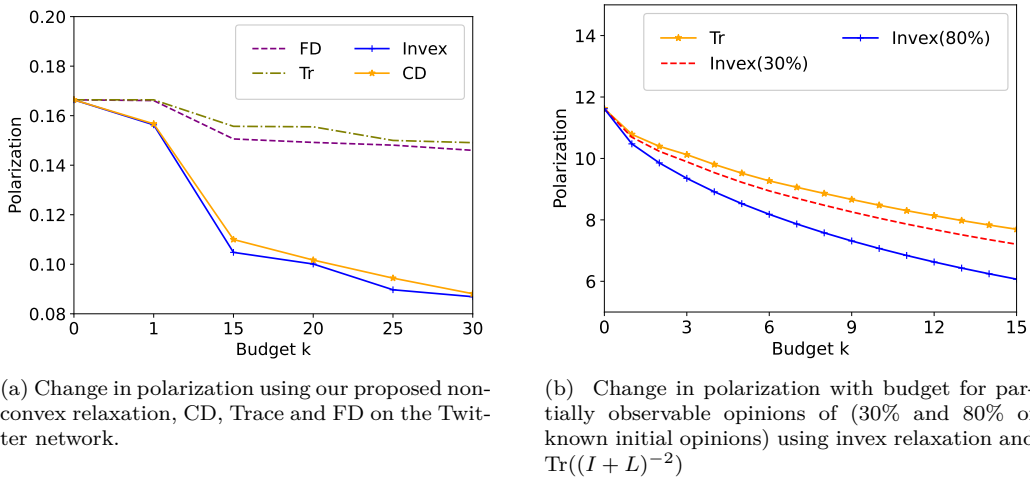 0.20
0.18
0.16
0.14
0.12
0.10
0.08
Polarization
FD
Tr
Invex
CD
0 1 15 20 25 30
Budget k
(a) Change in polarization using our proposed non-
convex relaxation, CD, Trace and FD on the Twit-
ter network.
14
12
10
8
6
Polarization
Tr
Invex(30%)
Invex(80%)
0 3 6 9 12 15
Budget k
(b) Change in polarization with budget for par-
tially observable opinions of (30% and 80% of
known initial opinions) using invex relaxation and
Tr((I + L)⁻²)